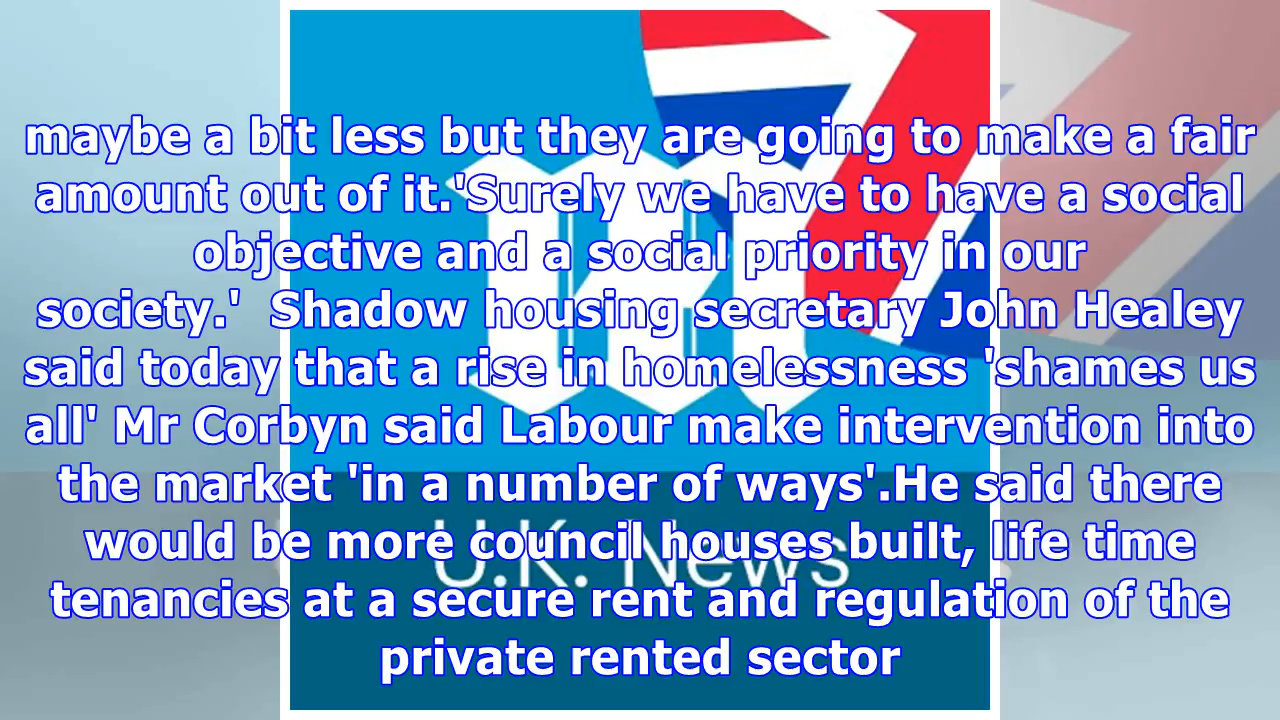 maybe a bit less but they are going to make a fair
amount out of it.'Surely we have to have a social
objective and a social priority in our
society.'  Shadow housing secretary John Healey
said today that a rise in homelessness 'shames us
all' Mr Corbyn said Labour make intervention into
the market 'in a number of ways'.He said there
would be more council houses built, life time
tenancies at a secure rent and regulation of the
private rented sector
m
U.K. News